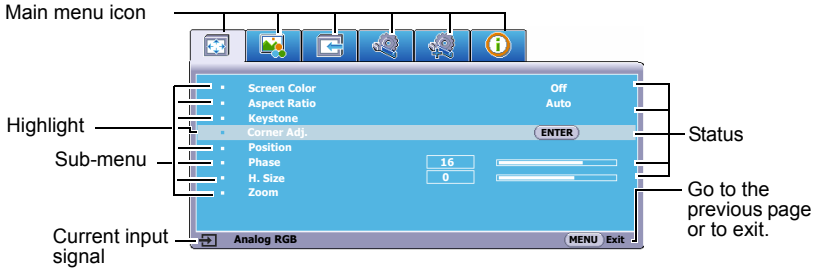 Main menu icon
Screen Color Off
Aspect Ratio Auto
Keystone
Highlight
Corner Adj. ENTER
Status
Position
Sub-menu
Phase 16
H. Size 0
Zoom
Go to the
previous page
or to exit.
Current input
signal
Analog RGB
MENU Exit